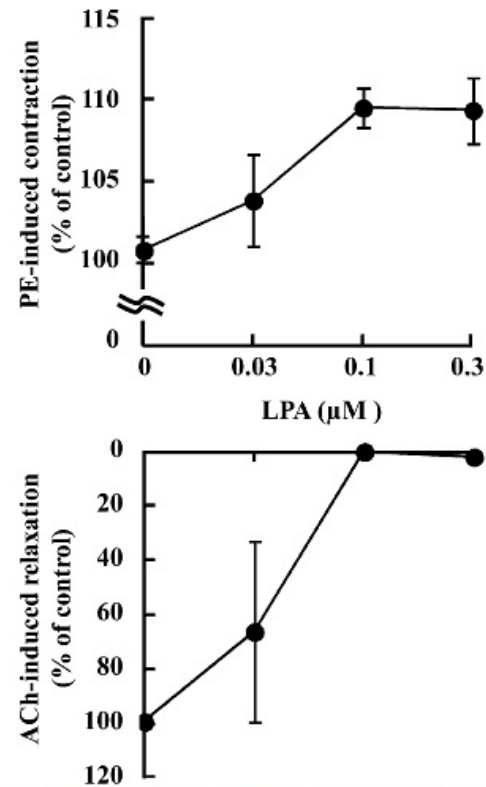 PE-induced contraction
(% of control)
115
110
105
100
0
0 0.03 0.1 0.3
LPA (μM )
ACh-induced relaxation
(% of control)
0
20
40
60
80
100
120